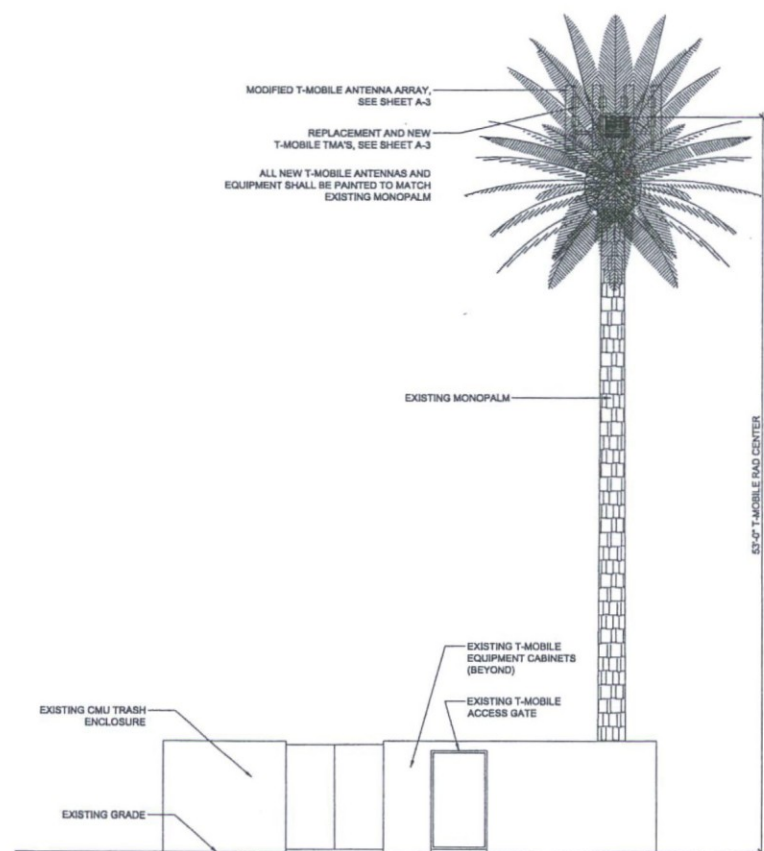 MODIFIED T-MOBILE ANTENNA ARRAY,
SEE SHEET A-3
REPLACEMENT AND NEW
T-MOBILE TMA'S, SEE SHEET A-3
ALL NEW T-MOBILE ANTENNAS AND
EQUIPMENT SHALL BE PAINTED TO MATCH
EXISTING MONOPALM
EXISTING MONOPALM
53'-0" T-MOBILE RAD CENTER
EXISTING T-MOBILE
EQUIPMENT CABINETS
(BEYOND)
EXISTING T-MOBILE
ACCESS GATE
EXISTING CMU TRASH
ENCLOSURE
EXISTING GRADE